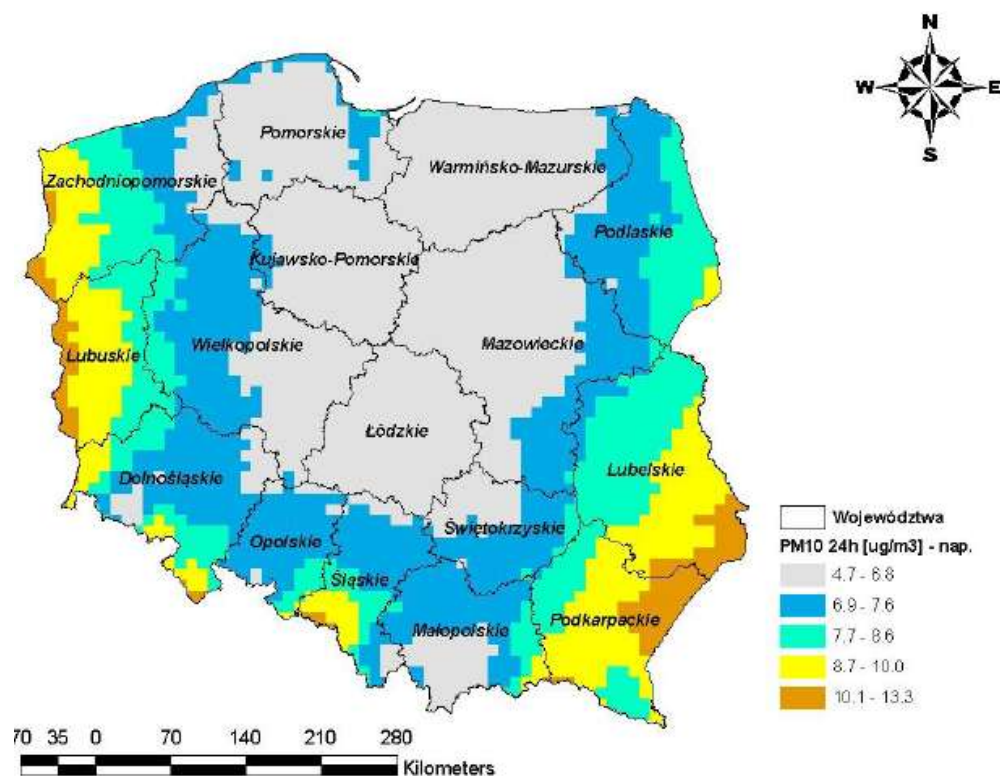 N
W E
S
Pomorskie
Warmińsko-Mazurskie
Zachodniopomorskie
Podlaskie
Kujawsko-Pomorskie
Wielkopolskie
Mazowieckie
Lubuskie
Łódzkie
Lubelskie
Dolnośląskie
Świętokrzyskie
Opolskie
Śląskie
Małopolskie
Podkarpackie
Województwa
PM10 24h [ug/m3] - nap.
4.7 - 6.8
6.9 - 7.6
7.7 - 8.6
8.7 - 10.0
10.1 - 13.3
70 35 0 70 140 210 280
Kilometers